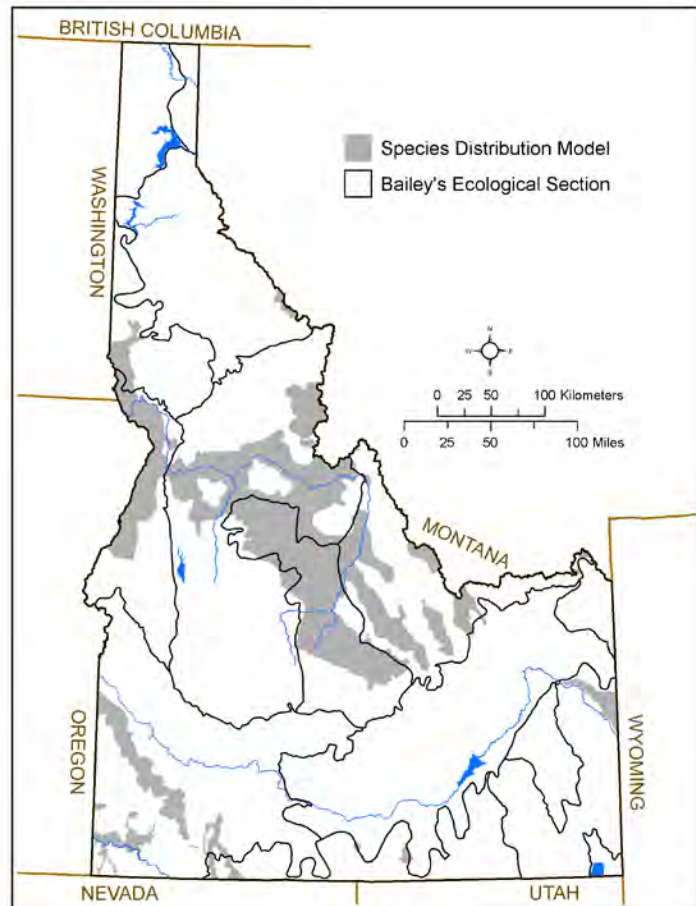 BRITISH COLUMBIA
Species Distribution Model
Bailey's Ecological Section
WASHINGTON
N
W E
S
0 25 50 100 Kilometers
0 25 50 100 Miles
MONTANA
OREGON
WYOMING
NEVADA UTAH